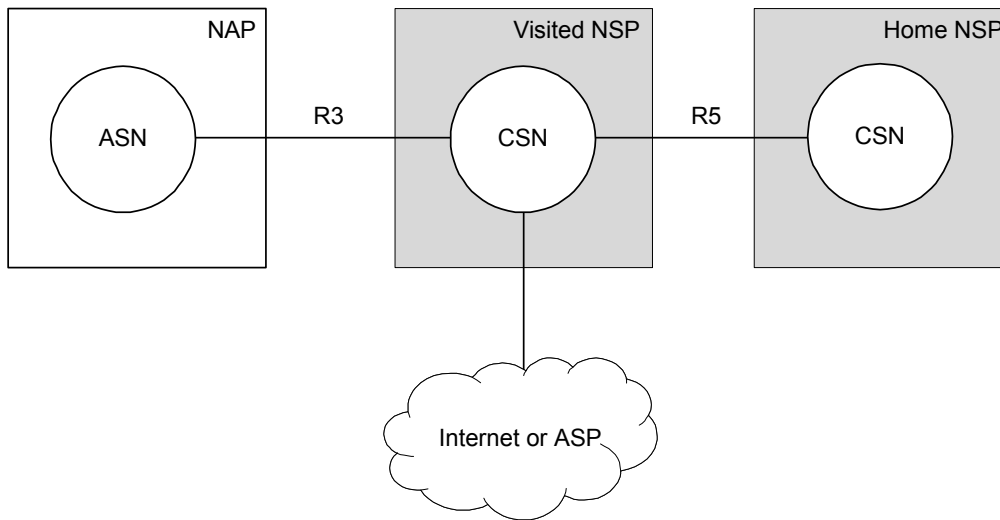 NAP
Visited NSP
Home NSP
ASN
R3
CSN
R5
CSN
Internet or ASP